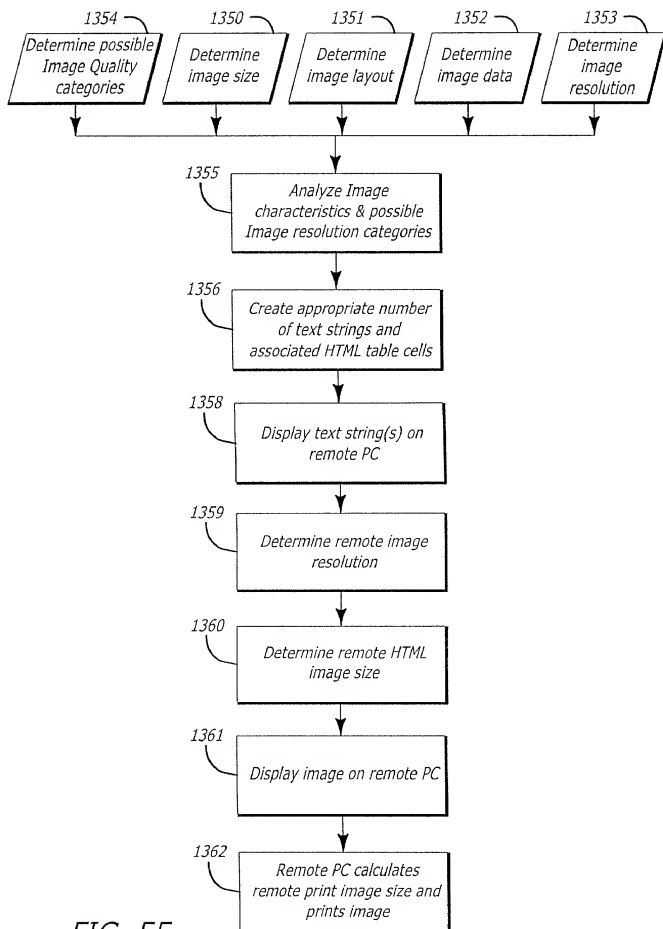 1354
1350
1351
1352
1353
Determine possible
Image Quality
categories
Determine
image size
Determine
image layout
Determine
image data
Determine
image
resolution
1355
Analyze Image
characteristics & possible
Image resolution categories
1356
Create appropriate number
of text strings and
associated HTML table cells
1358
Display text string(s) on
remote PC
1359
Determine remote image
resolution
1360
Determine remote HTML
image size
1361
Display image on remote PC
1362
Remote PC calculates
remote print image size and
prints image
FIG. 55